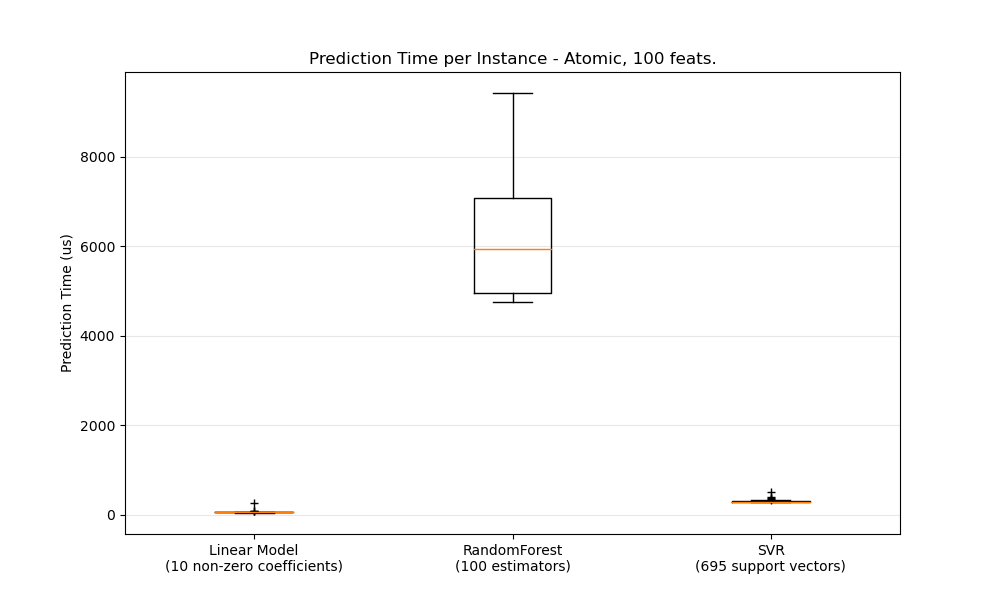 Prediction Time per Instance - Atomic, 100 feats.
Prediction Time (us)
8000
6000
4000
2000
0
Linear Model
(10 non-zero coefficients)
RandomForest
(100 estimators)
SVR
(695 support vectors)